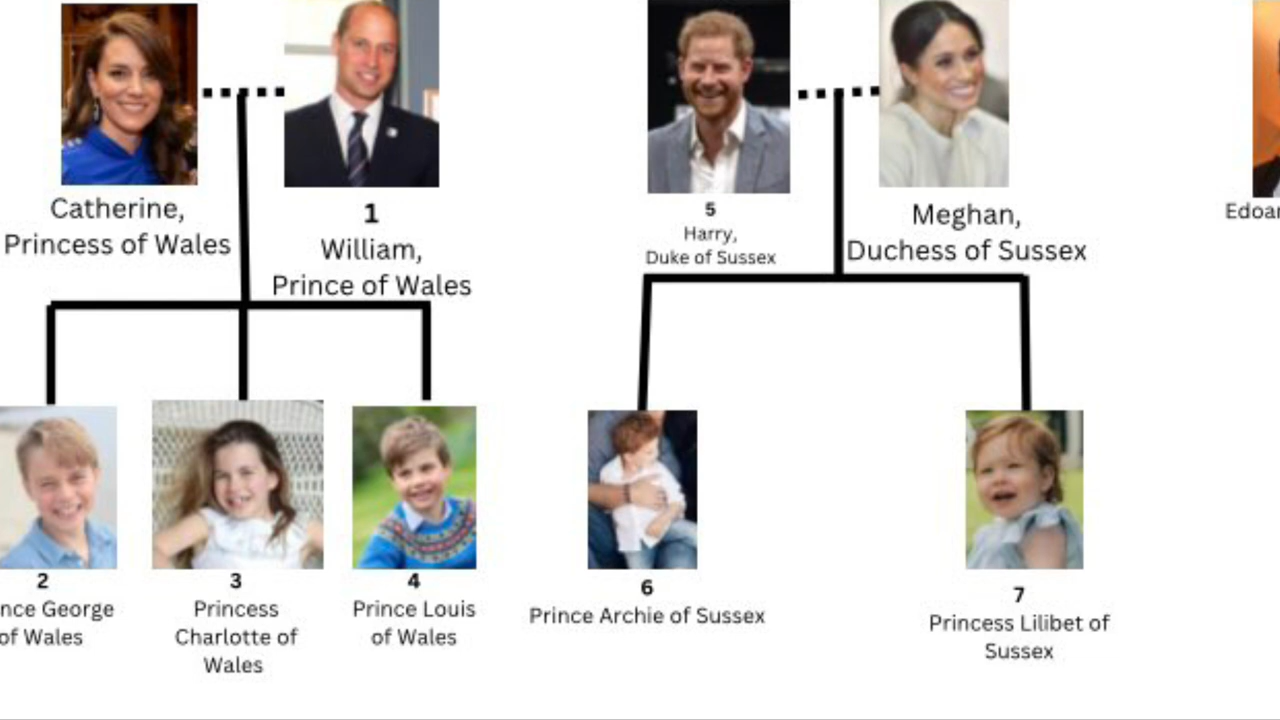 Catherine,
Princess of Wales
1
William,
Prince of Wales
5
Harry,
Duke of Sussex
Meghan,
Duchess of Sussex
2
George
of Wales
3
Princess
Charlotte of
Wales
4
Prince Louis
of Wales
6
Prince Archie of Sussex
7
Princess Lilibet of
Sussex